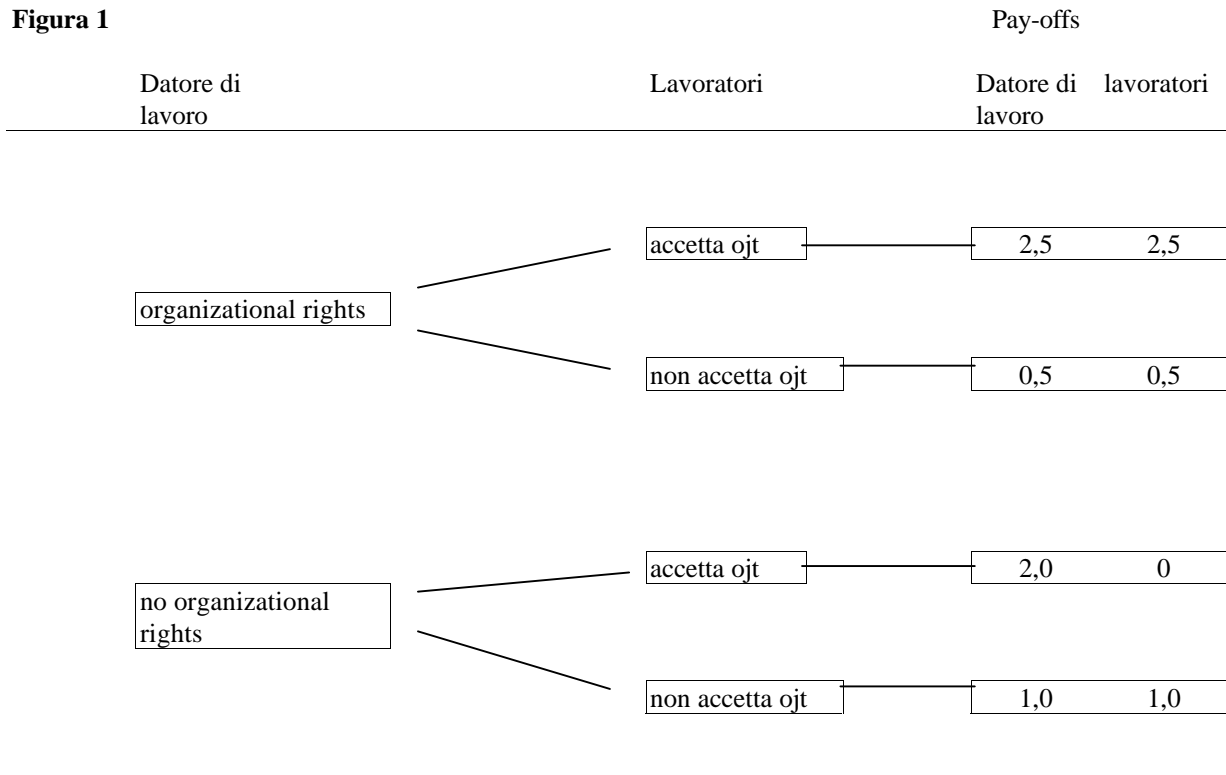 Figura 1
Pay-offs
Datore di lavoro
Lavoratori
Datore di lavoro
lavoratori
accetta ojt
2,5 2,5
organizational rights
non accetta ojt
0,5 0,5
accetta ojt
2,0 0
no organizational
rights
non accetta ojt
1,0 1,0